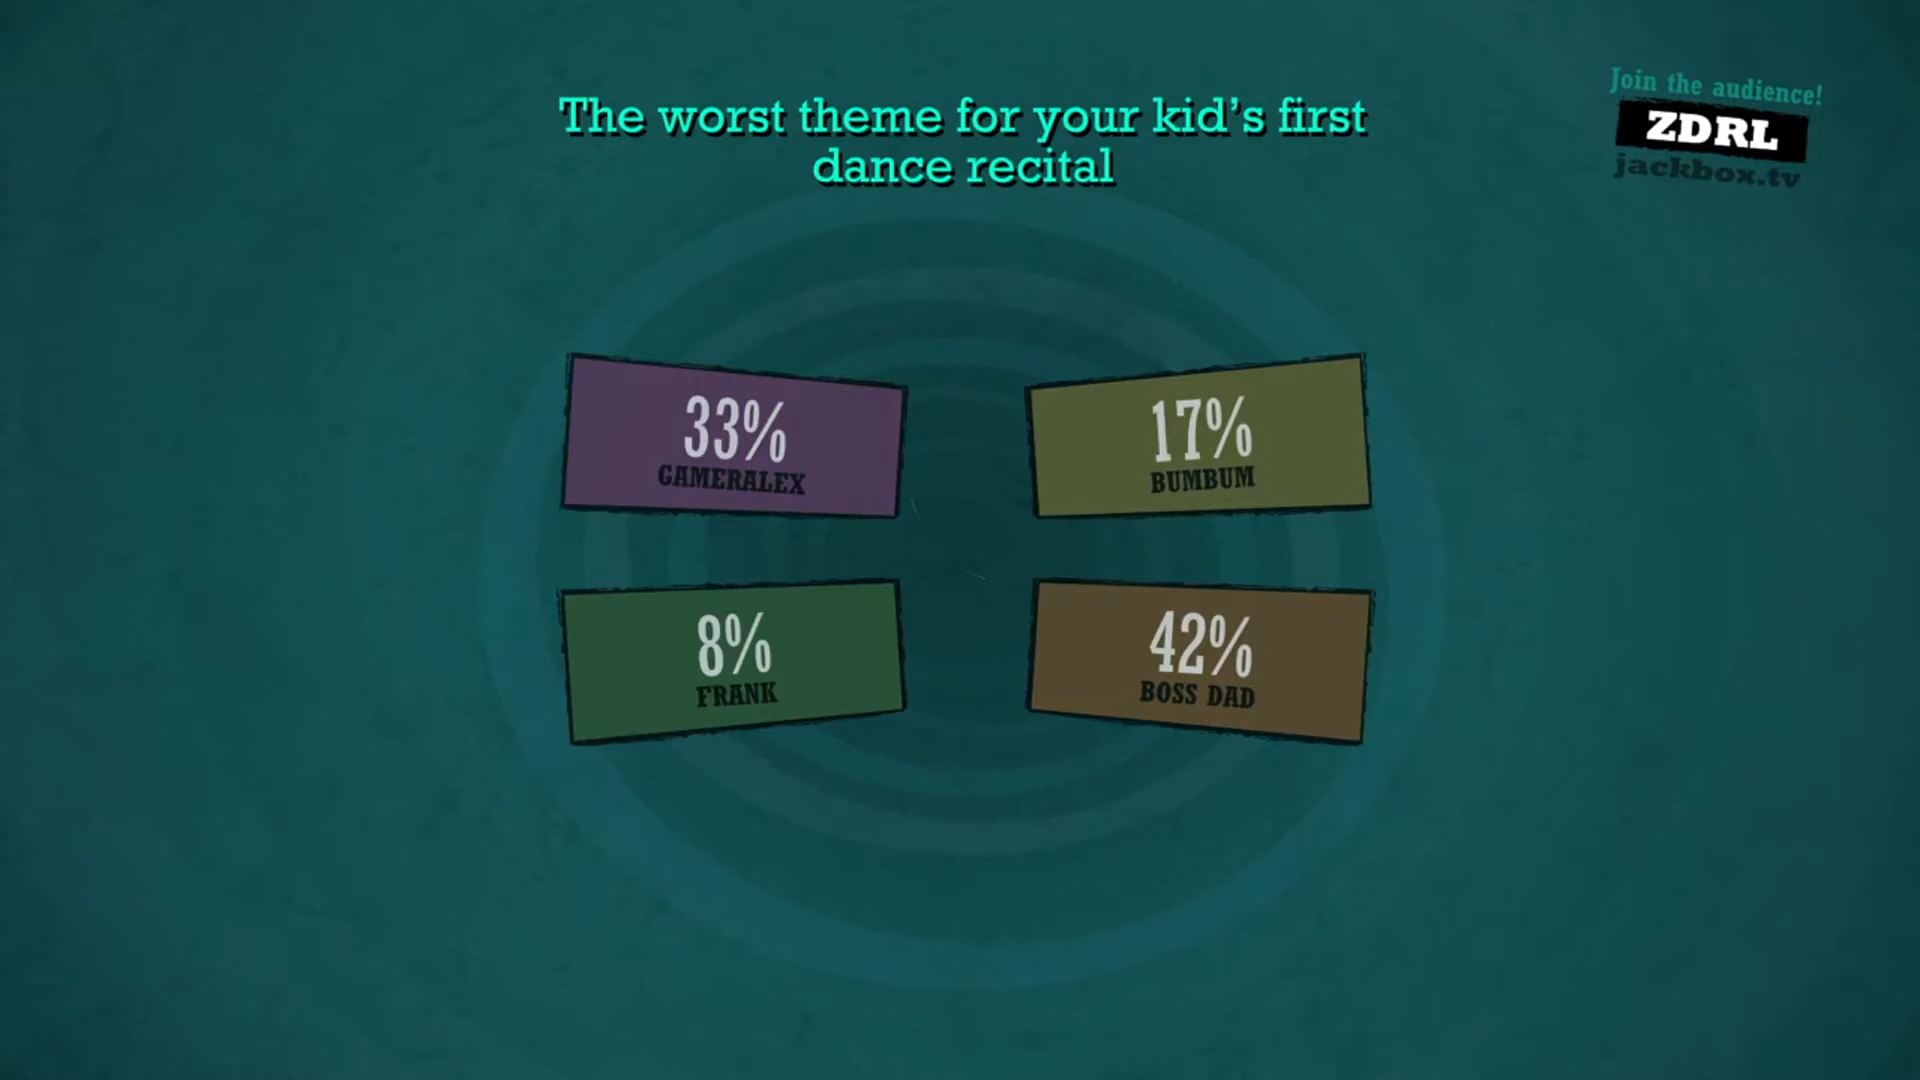 The worst theme for your kid's first
dance recital
Join the audience!
ZDRL
jackbox.tv
33%
GAMERALEX
17%
BUMBUM
8%
FRANK
42%
BOSS DAD